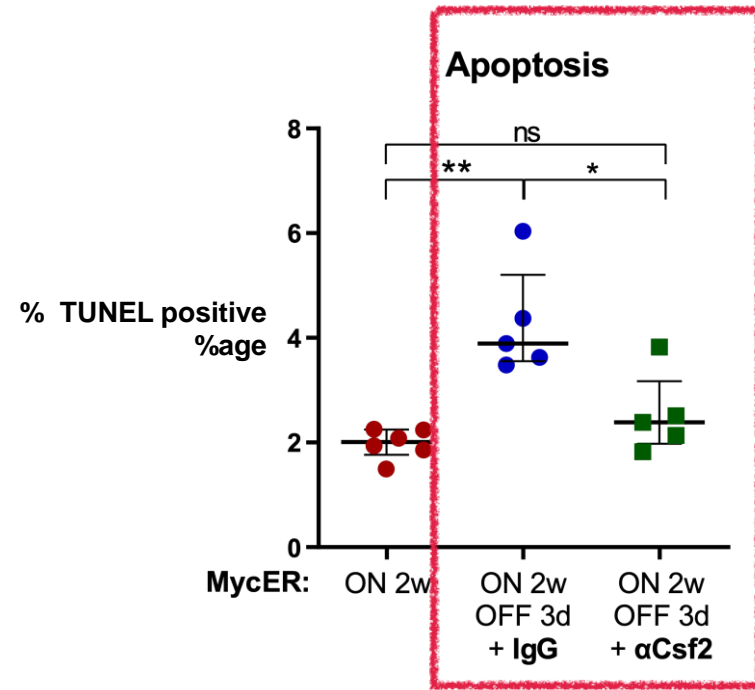 Apoptosis
8
ns
** *
6
% TUNEL positive
%age
4
2
0
MycER: ON 2w ON 2w ON 2w
OFF 3d OFF 3d
+ IgG + αCsf2